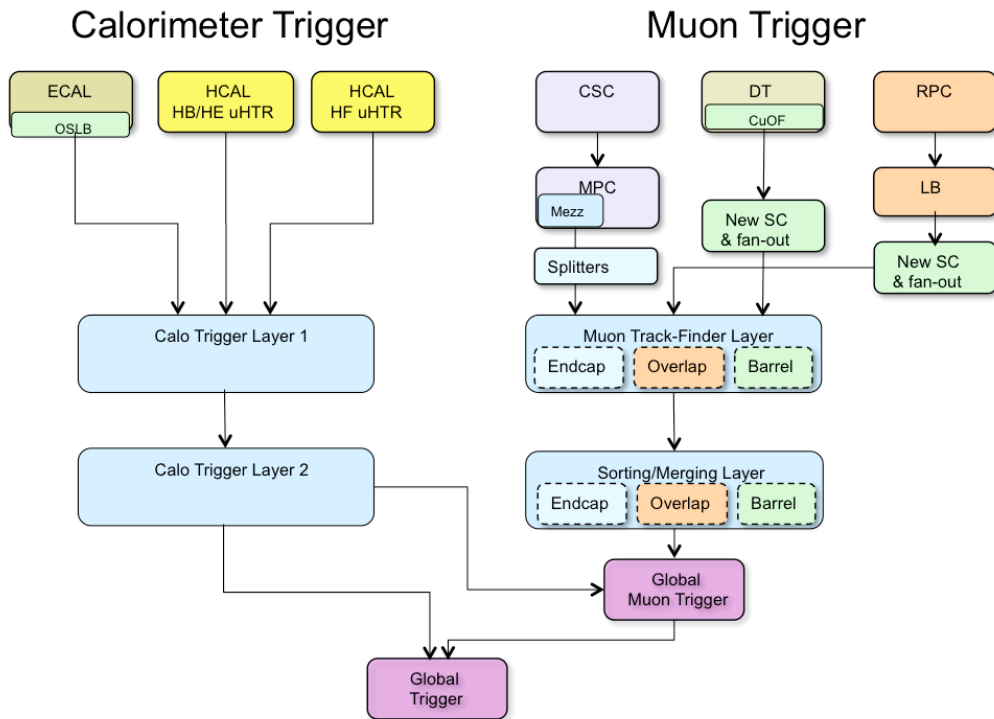 Calorimeter Trigger
Muon Trigger
ECAL
OSLB
HCAL
HB/HE uHTR
HCAL
HF uHTR
CSC
DT
CuOF
RPC
MPC
Mezz
LB
New SC
& fan-out
Splitters
New SC
& fan-out
Calo Trigger Layer 1
Muon Track-Finder Layer
Endcap
Overlap
Barrel
Calo Trigger Layer 2
Sorting/Merging Layer
Endcap
Overlap
Barrel
Global
Muon Trigger
Global
Trigger